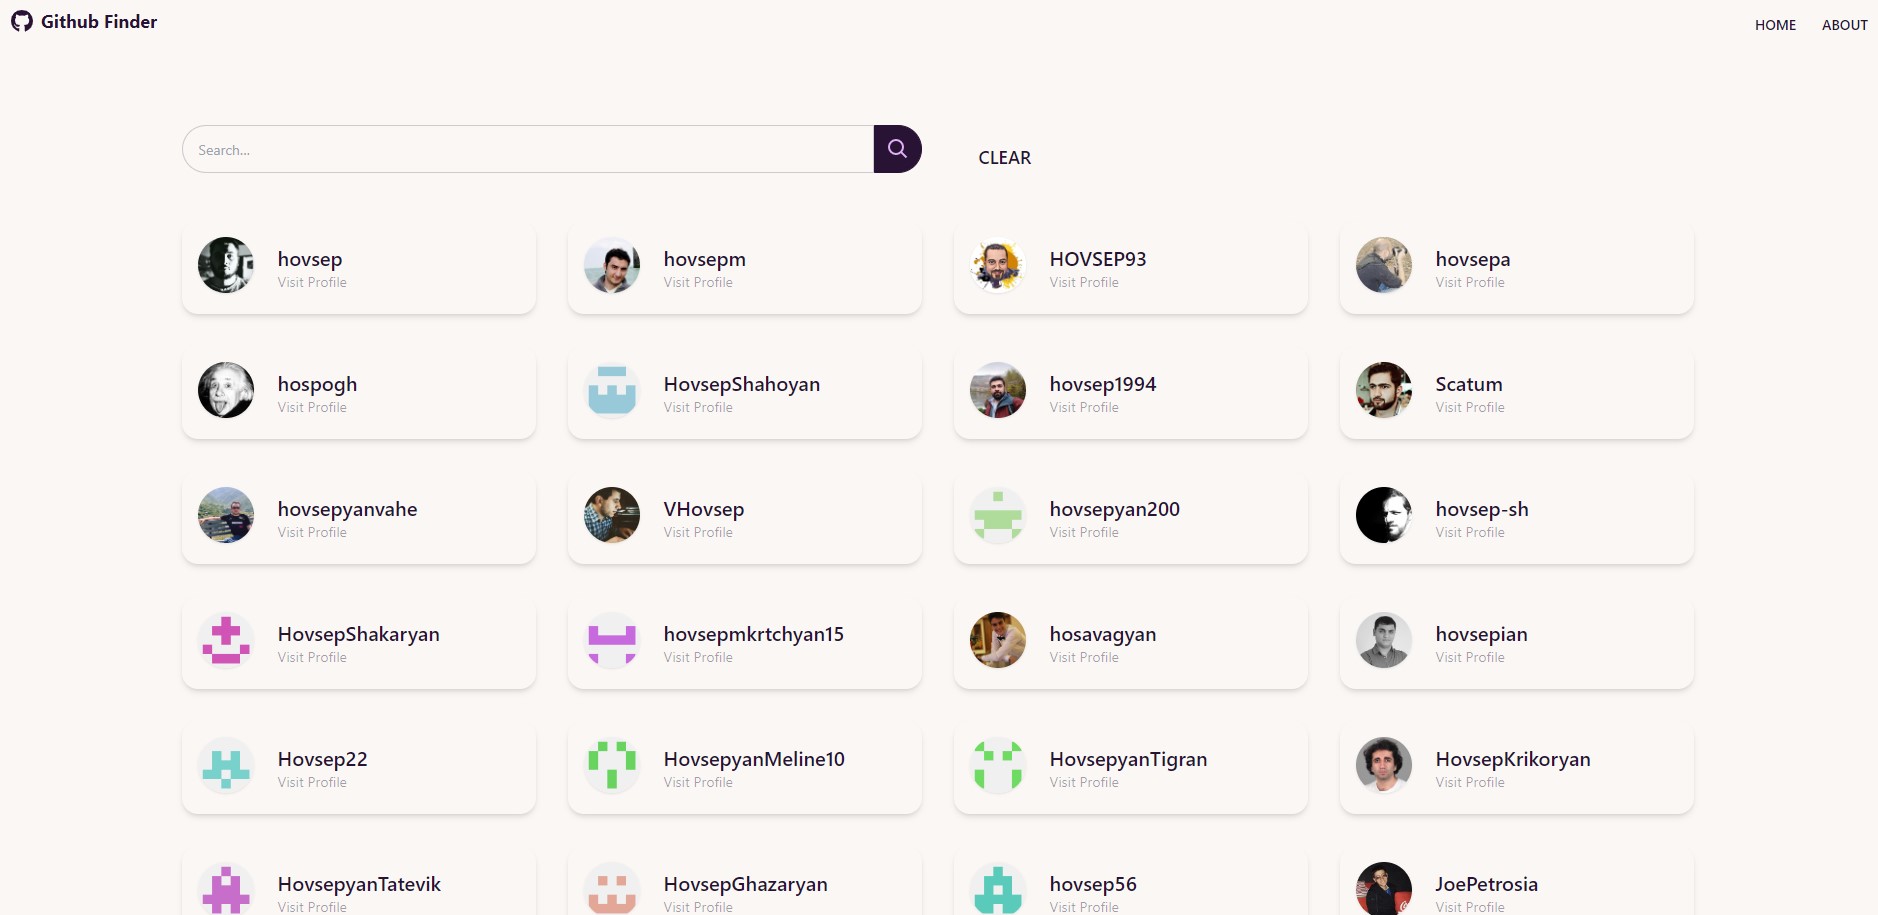 Github Finder
HOME ABOUT
Search...
CLEAR
hovsep
Visit Profile
hovsepm
Visit Profile
HOVSEP93
Visit Profile
hovsepa
Visit Profile
hospogh
Visit Profile
HovsepShahoyan
Visit Profile
hovsep1994
Visit Profile
Scatum
Visit Profile
hovsepyanvahe
Visit Profile
VHovsep
Visit Profile
hovsepyan200
Visit Profile
hovsep-sh
Visit Profile
HovsepShakaryan
Visit Profile
hovsepmkrtchyan15
Visit Profile
hosavagyan
Visit Profile
hovsepian
Visit Profile
Hovsep22
Visit Profile
HovsepyanMeline10
Visit Profile
HovsepyanTigran
Visit Profile
HovsepKrikoryan
Visit Profile
HovsepyanTatevik
Visit Profile
HovsepGhazaryan
Visit Profile
hovsep56
Visit Profile
JoePetrosia
Visit Profile